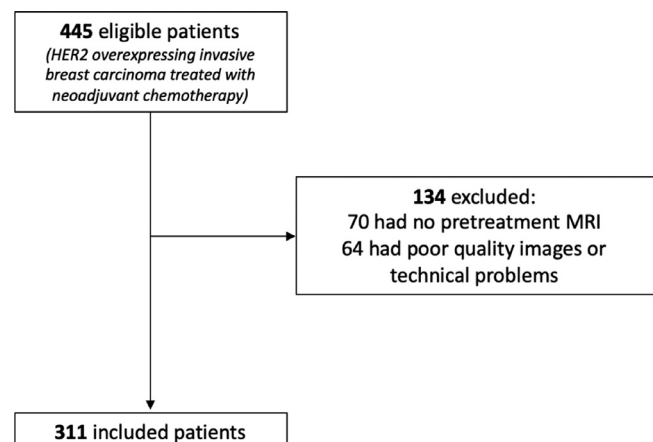 445 eligible patients
(HER2 overexpressing invasive
breast carcinoma treated with
neoadjuvant chemotherapy)
134 excluded:
70 had no pretreatment MRI
64 had poor quality images or
technical problems
311 included patients